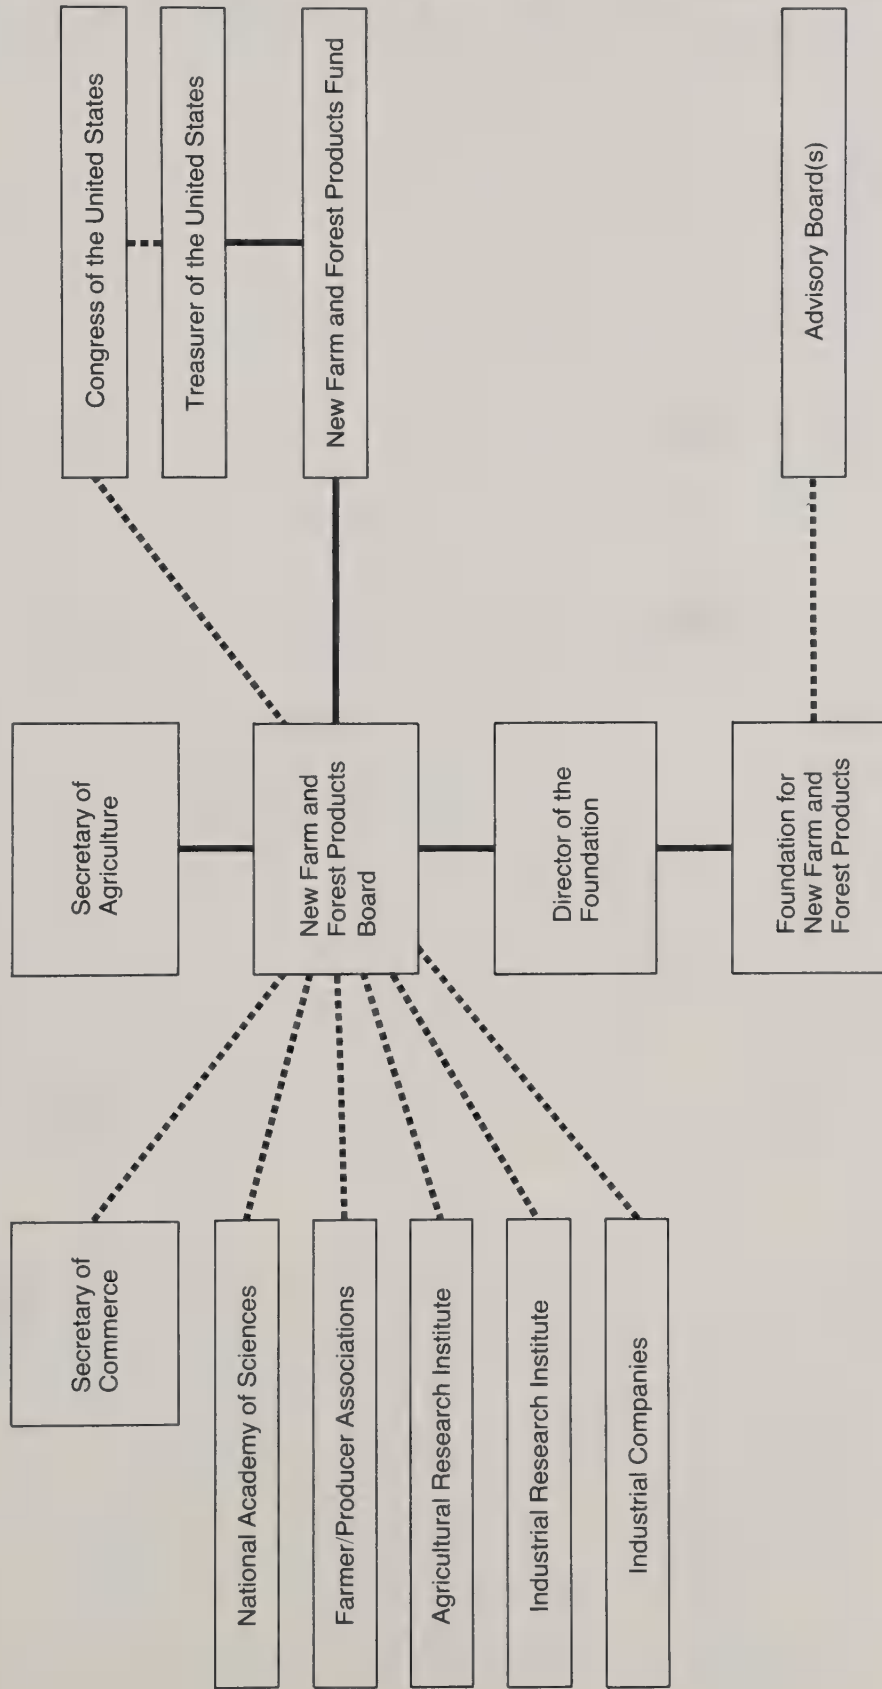 Secretary of
Commerce
National Academy of Sciences
Farmer/Producer Associations
Agricultural Research Institute
Industrial Research Institute
Industrial Companies
Secretary of
Agriculture
New Farm and
Forest Products
Board
Director of the
Foundation
Foundation for
New Farm and
Forest Products
Congress of the United States
Treasurer of the United States
New Farm and Forest Products Fund
Advisory Board(s)